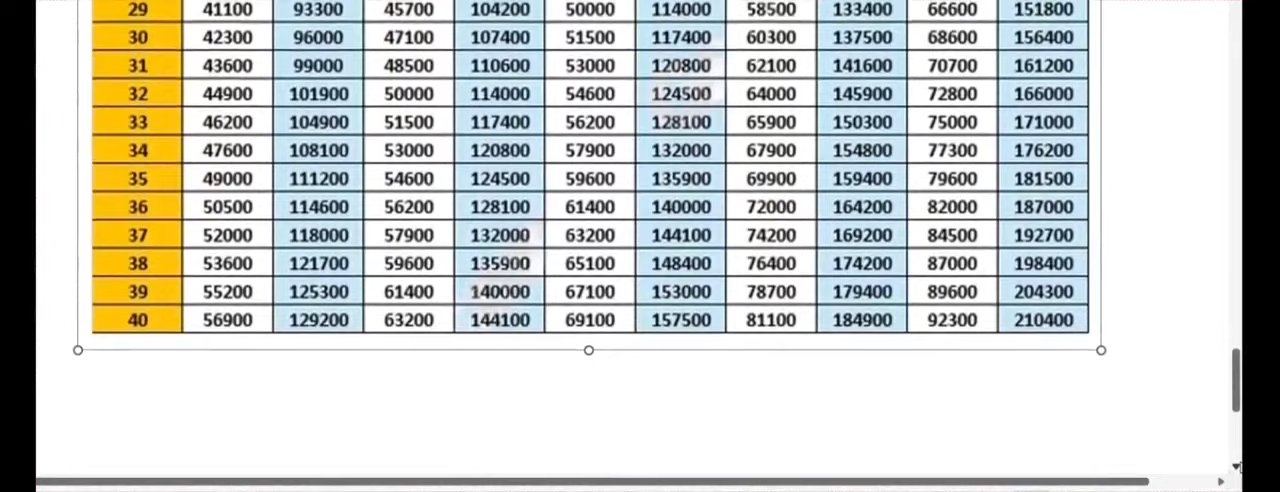 29 41100 93300 45700 104200 50000 114000 58500 133400 66600 151800
30 42300 96000 47100 107400 51500 117400 60300 137500 68600 156400
31 43600 99000 48500 110600 53000 120800 62100 141600 70700 161200
32 44900 101900 50000 114000 54600 124500 64000 145900 72800 166000
33 46200 104900 51500 117400 56200 128100 65900 150300 75000 171000
34 47600 108100 53000 120800 57900 132000 67900 154800 77300 176200
35 49000 111200 54600 124500 59600 135900 69900 159400 79600 181500
36 50500 114600 56200 128100 61400 140000 72000 164200 82000 187000
37 52000 118000 57900 132000 63200 144100 74200 169200 84500 192700
38 53600 121700 59600 135900 65100 148400 76400 174200 87000 198400
39 55200 125300 61400 140000 67100 153000 78700 179400 89600 204300
40 56900 129200 63200 144100 69100 157500 81100 184900 92300 210400